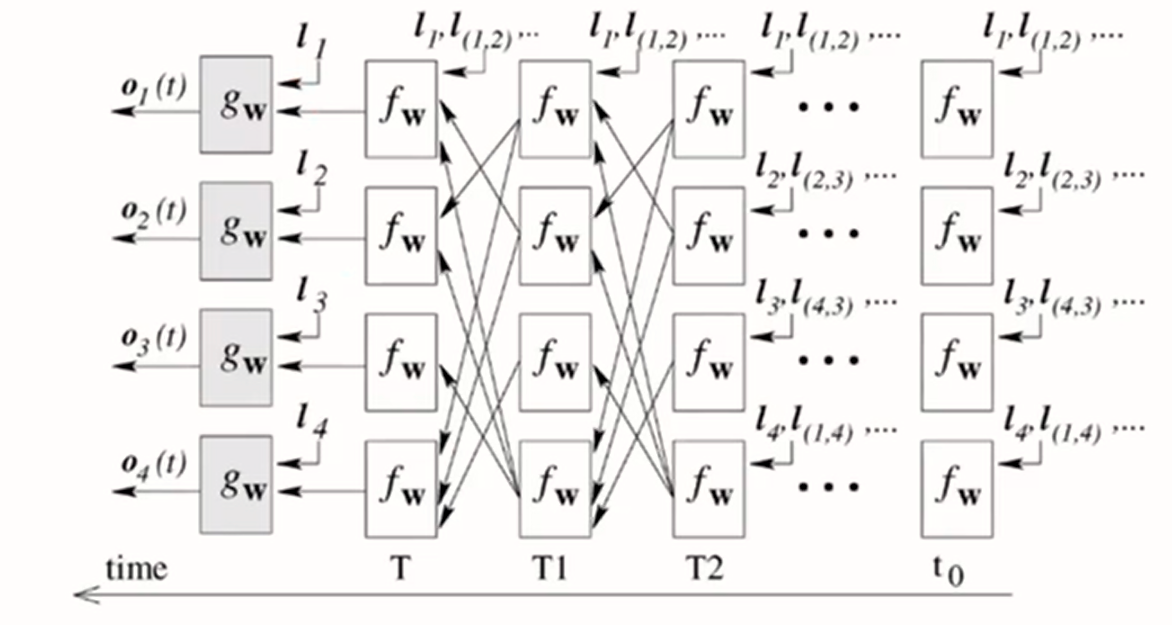 l1 l1,l(1,2) ,.. l1,l(1,2) ,... l1,l(1,2) ,... l1,l(1,2) ,...
o1(t) gw fw fw fw ... fw
l2 l2,l(2,3) ,... l2,l(2,3) ,...
o2(t) gw fw fw fw ... fw
l3 l3,l(4,3) ,... l3,l(4,3) ,...
o3(t) gw fw fw fw ... fw
l4 l4,l(1,4) ,... l4,l(1,4) ,...
o4(t) gw fw fw fw ... fw
time T T1 T2 t0